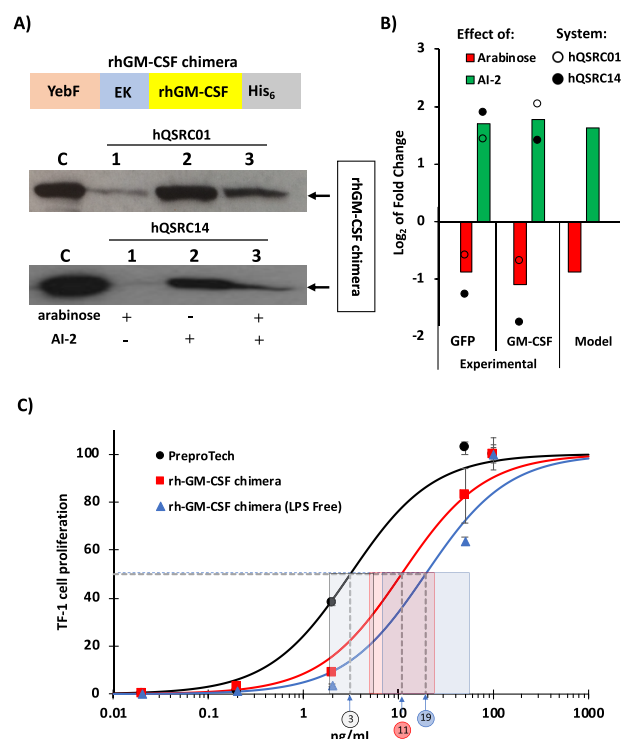 A)
rhGM-CSF chimera
YebF EK rhGM-CSF His6
hQSRC01
C 1 2 3
hQSRC14
C 1 2 3
arabinose + - +
AI-2 - + +
rhGM-CSF chimera
B)
Effect of: System:
Arabinose hQSRC01
AI-2 hQSRC14
Log2 of Fold Change
2
1
0
-1
-2
GFP GM-CSF Model
Experimental
C)
PreproTech
rh-GM-CSF chimera
rh-GM-CSF chimera (LPS Free)
TF-1 cell proliferation
100
80
60
40
20
0
0.01 0.1 1 10 100 1000
3 11 19
ng/ml